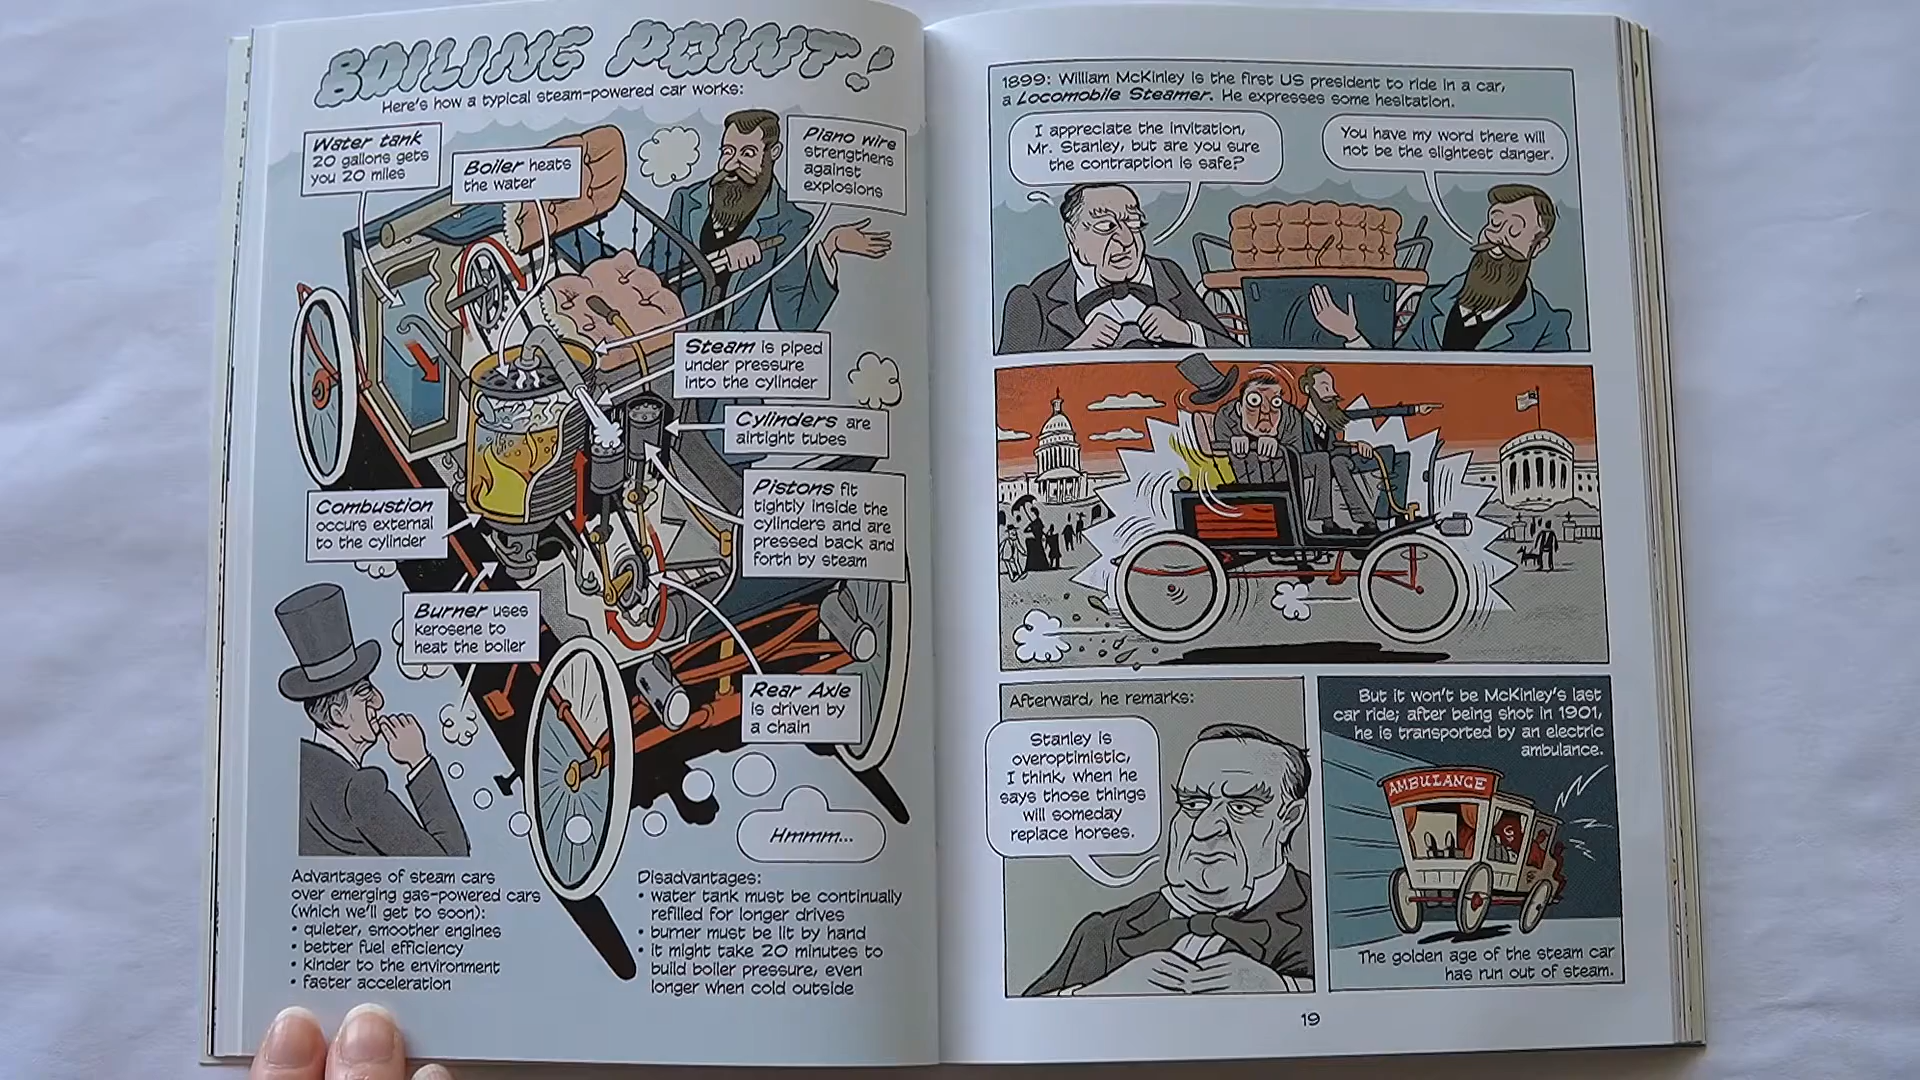 BOILING POINT!
Here's how a typical steam-powered car works:
Water tank
20 gallons gets
you 20 miles
Boiler heats
the water
Piano wire
strengthens
against
explosions
Steam is piped
under pressure
into the cylinder
Cylinders are
airtight tubes
Pistons fit
tightly inside the
cylinders and are
pressed back and
forth by steam
Combustion
occurs external
to the cylinder
Burner uses
kerosene to
heat the boiler
Rear Axle
is driven by
a chain
Hmmm...
Advantages of steam cars
over emerging gas-powered cars
(which we'll get to soon):
• quieter, smoother engines
• better fuel efficiency
• kinder to the environment
• faster acceleration
Disadvantages:
• water tank must be continually
refilled for longer drives
• burner must be lit by hand
• it might take 20 minutes to
build boiler pressure, even
longer when cold outside
1899: William McKinley is the first US president to ride in a car,
a Locomobile Steamer. He expresses some hesitation.
I appreciate the invitation,
Mr. Stanley, but are you sure
the contraption is safe?
You have my word there will
not be the slightest danger.
Afterward, he remarks:
Stanley is
overoptimistic,
I think, when he
says those things
will someday
replace horses.
But it won't be McKinley's last
car ride; after being shot in 1901,
he is transported by an electric
ambulance.
AMBULANCE
The golden age of the steam car
has run out of steam.
19